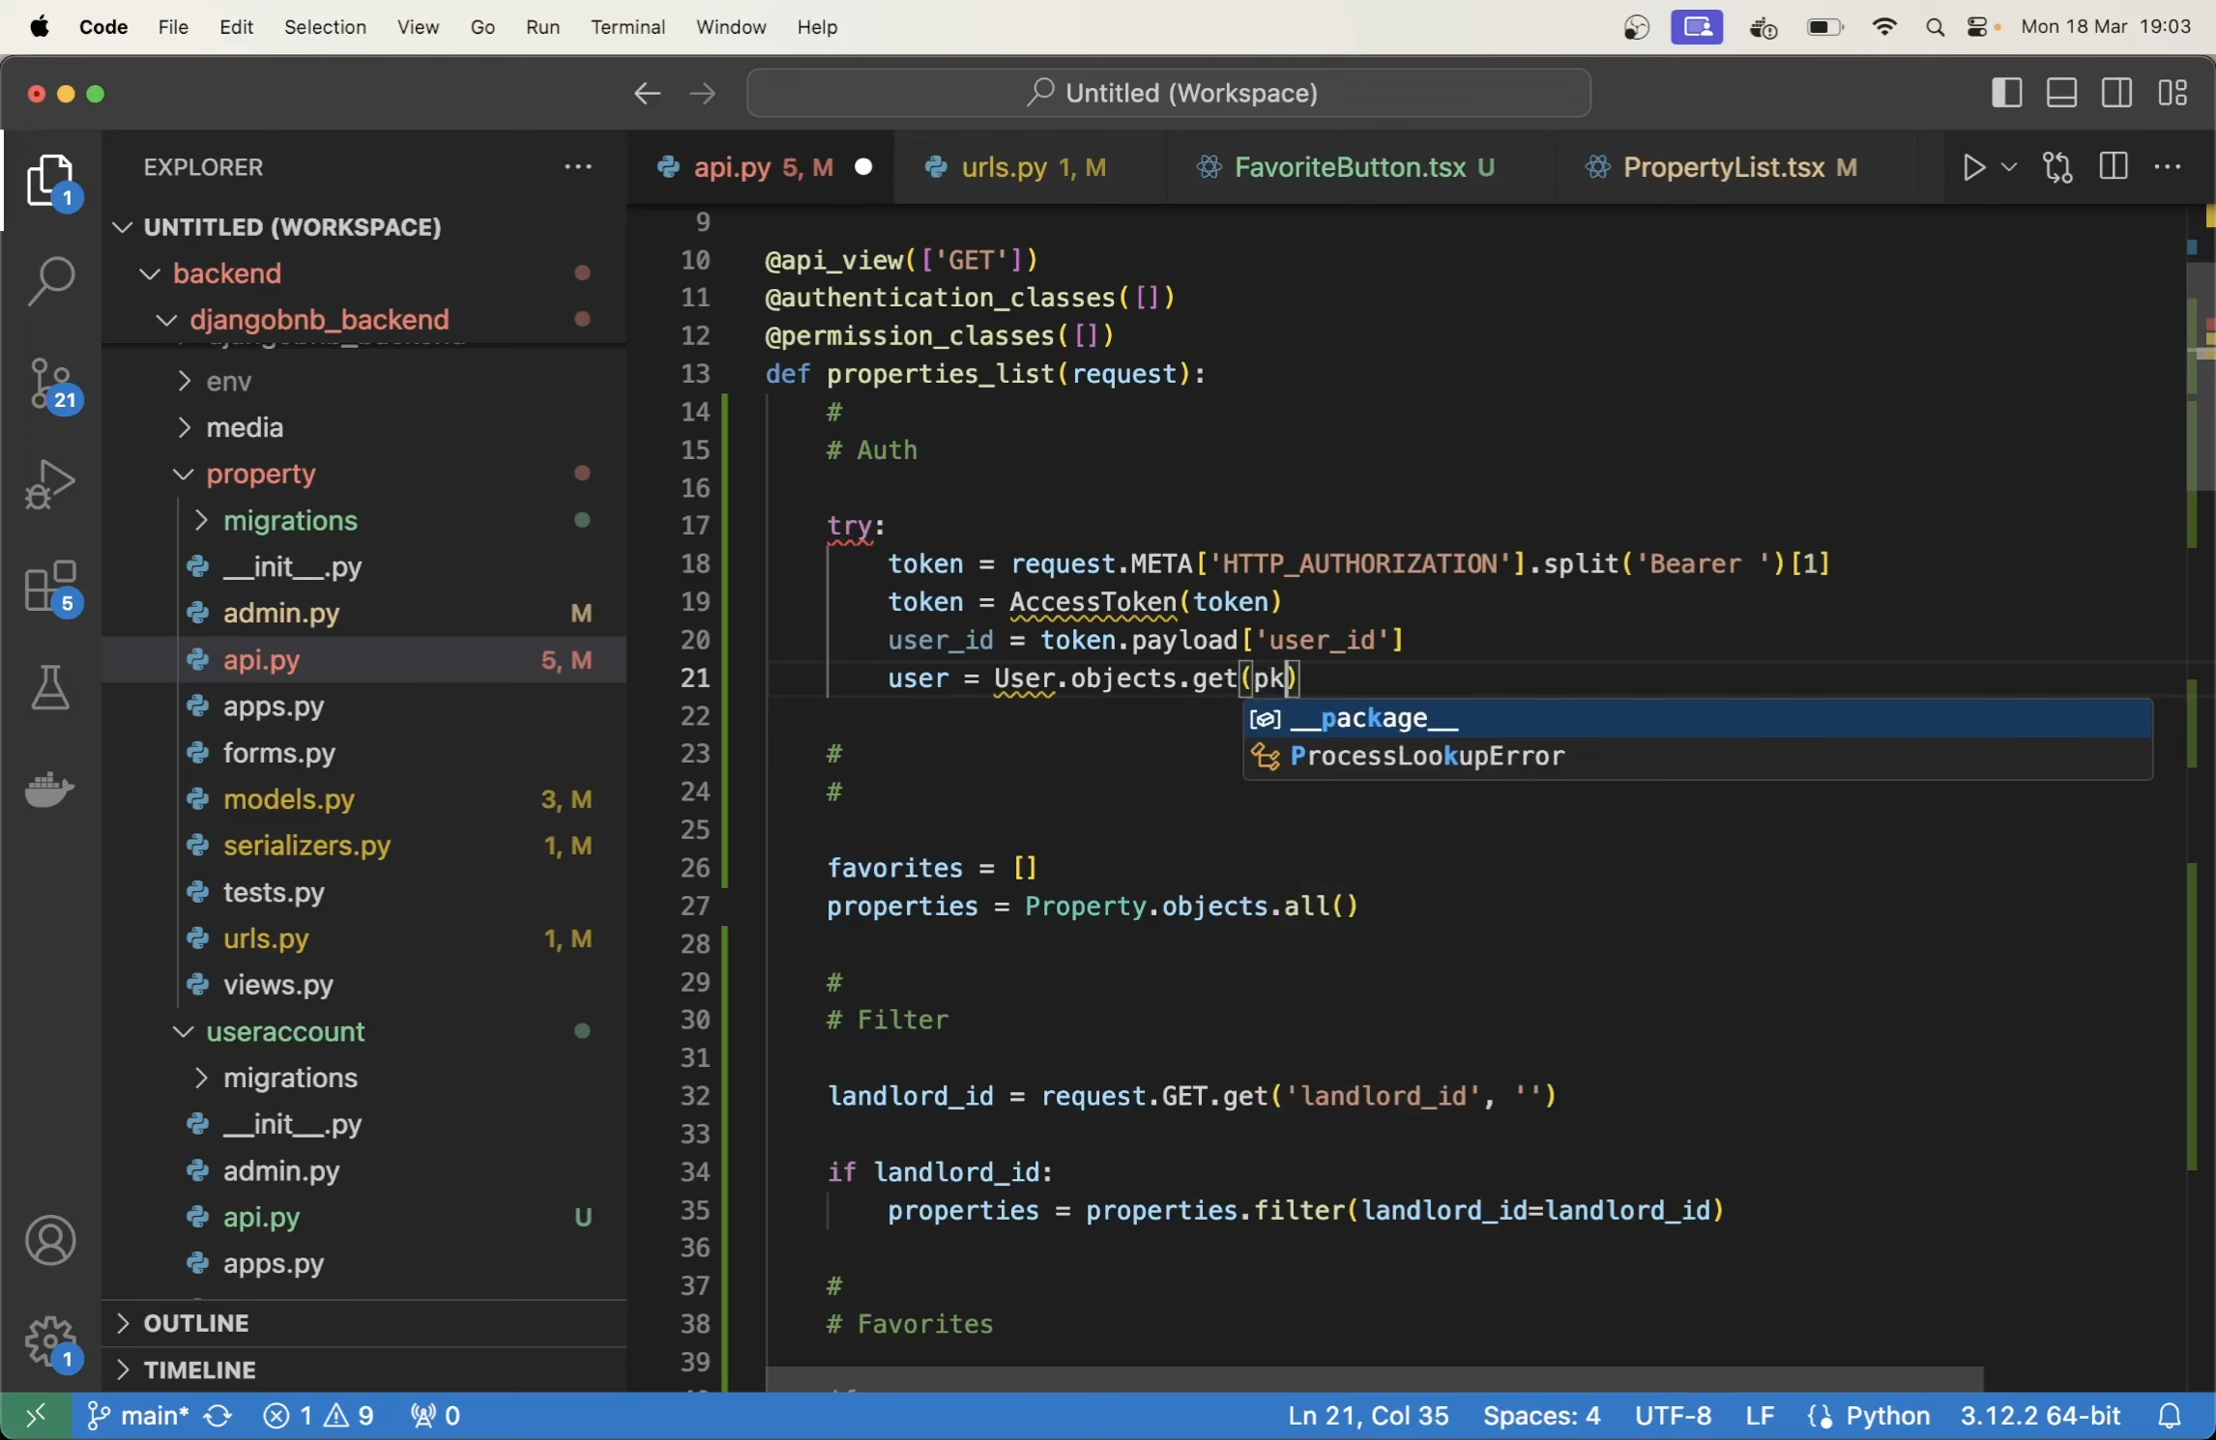 Code File Edit Selection View Go Run Terminal Window Help Mon 18 Mar 19:03
Untitled (Workspace)
EXPLORER
api.py 5, M
urls.py 1, M
FavoriteButton.tsx U
PropertyList.tsx M
1
21
5
1
UNTITLED (WORKSPACE)
backend
djangobnb_backend
env
media
property
migrations
__init__.py
admin.py M
api.py 5, M
apps.py
forms.py
models.py 3, M
serializers.py 1, M
tests.py
urls.py 1, M
views.py
useraccount
migrations
__init__.py
admin.py
api.py U
apps.py
OUTLINE
TIMELINE
9
10 @api_view(['GET'])
11 @authentication_classes([])
12 @permission_classes([])
13 def properties_list(request):
14 #
15 # Auth
16
17 try:
18 token = request.META['HTTP_AUTHORIZATION'].split('Bearer ')[1]
19 token = AccessToken(token)
20 user_id = token.payload['user_id']
21 user = User.objects.get(pk)
__package__
ProcessLookupError
22
23 #
24 #
25
26 favorites = []
27 properties = Property.objects.all()
28
29 #
30 # Filter
31
32 landlord_id = request.GET.get('landlord_id', '')
33
34 if landlord_id:
35 properties = properties.filter(landlord_id=landlord_id)
36
37 #
38 # Favorites
39
main* 1 9 0 Ln 21, Col 35 Spaces: 4 UTF-8 LF Python 3.12.2 64-bit